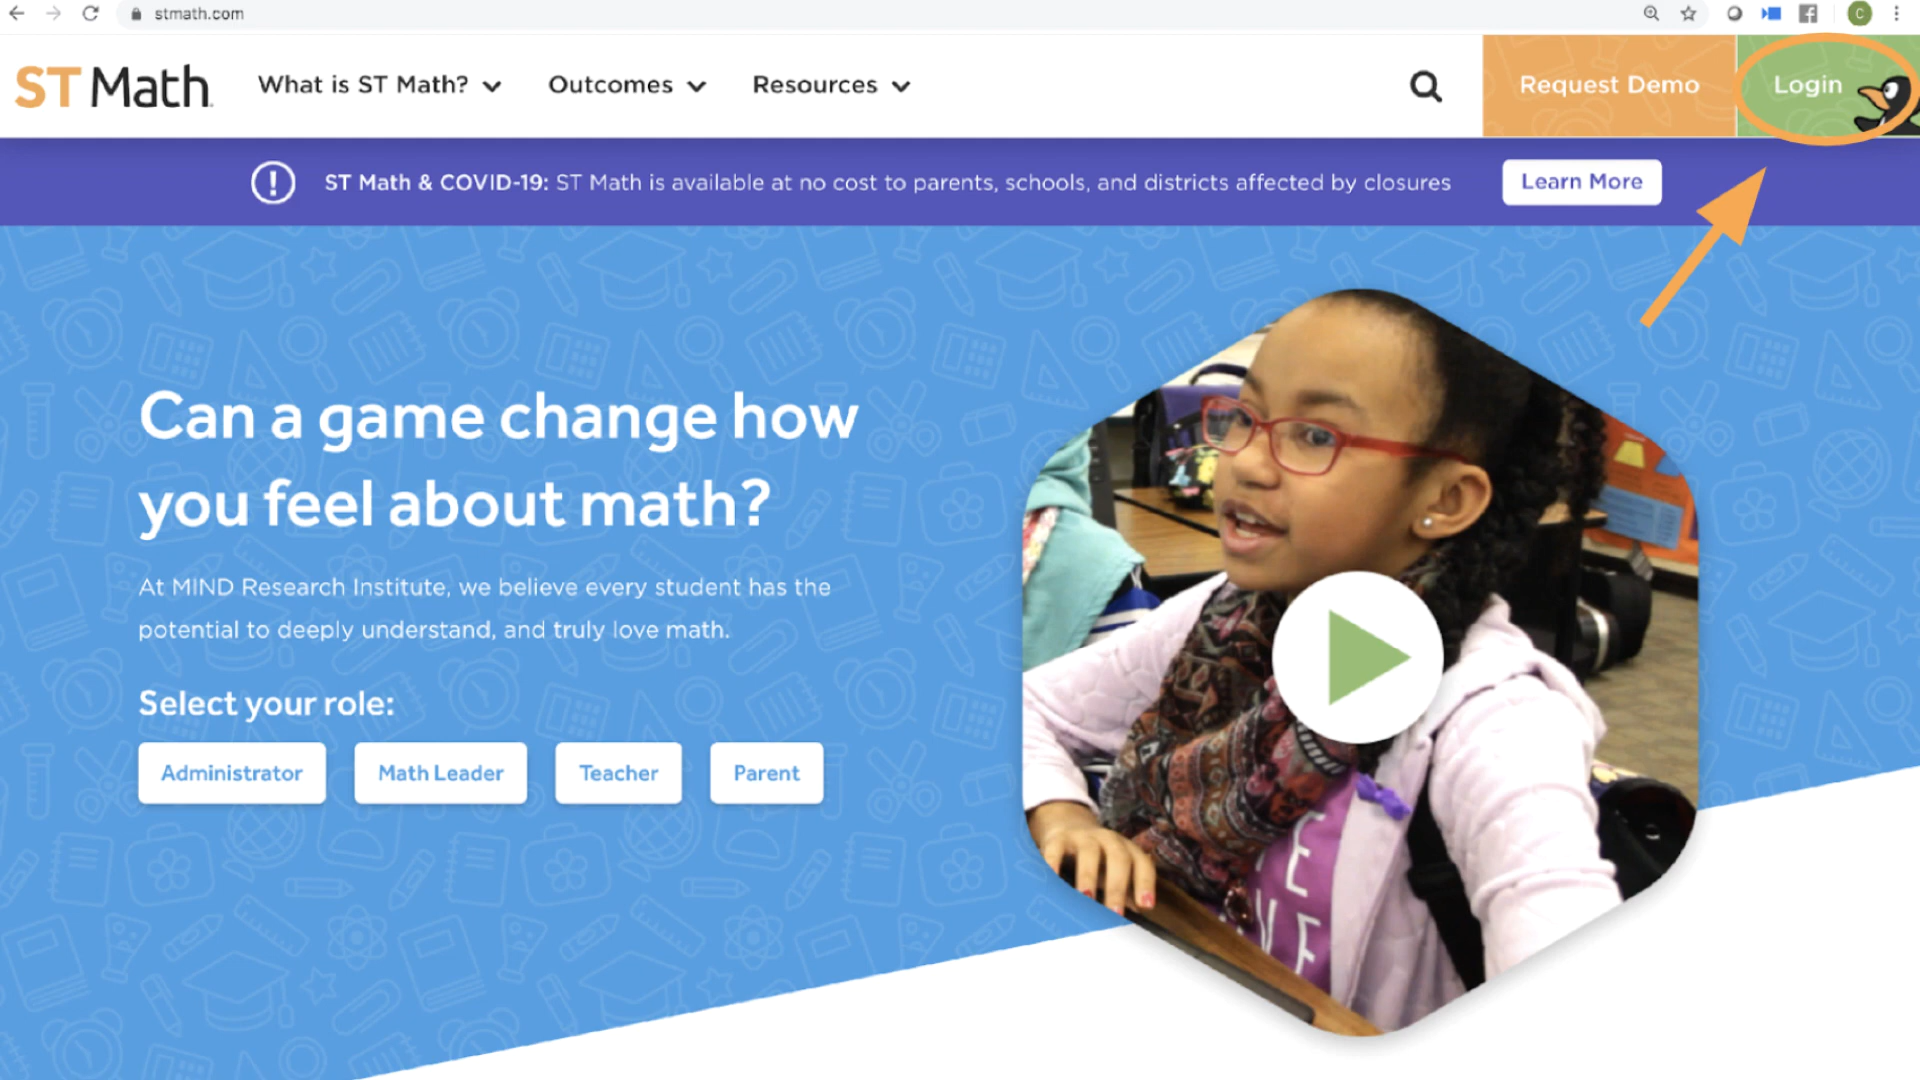 stmath.com
C
ST Math
What is ST Math?
Outcomes
Resources
Request Demo
Login
ST Math & COVID-19: ST Math is available at no cost to parents, schools, and districts affected by closures
Learn More
Can a game change how
you feel about math?
At MIND Research Institute, we believe every student has the
potential to deeply understand, and truly love math.
Select your role:
Administrator
Math Leader
Teacher
Parent